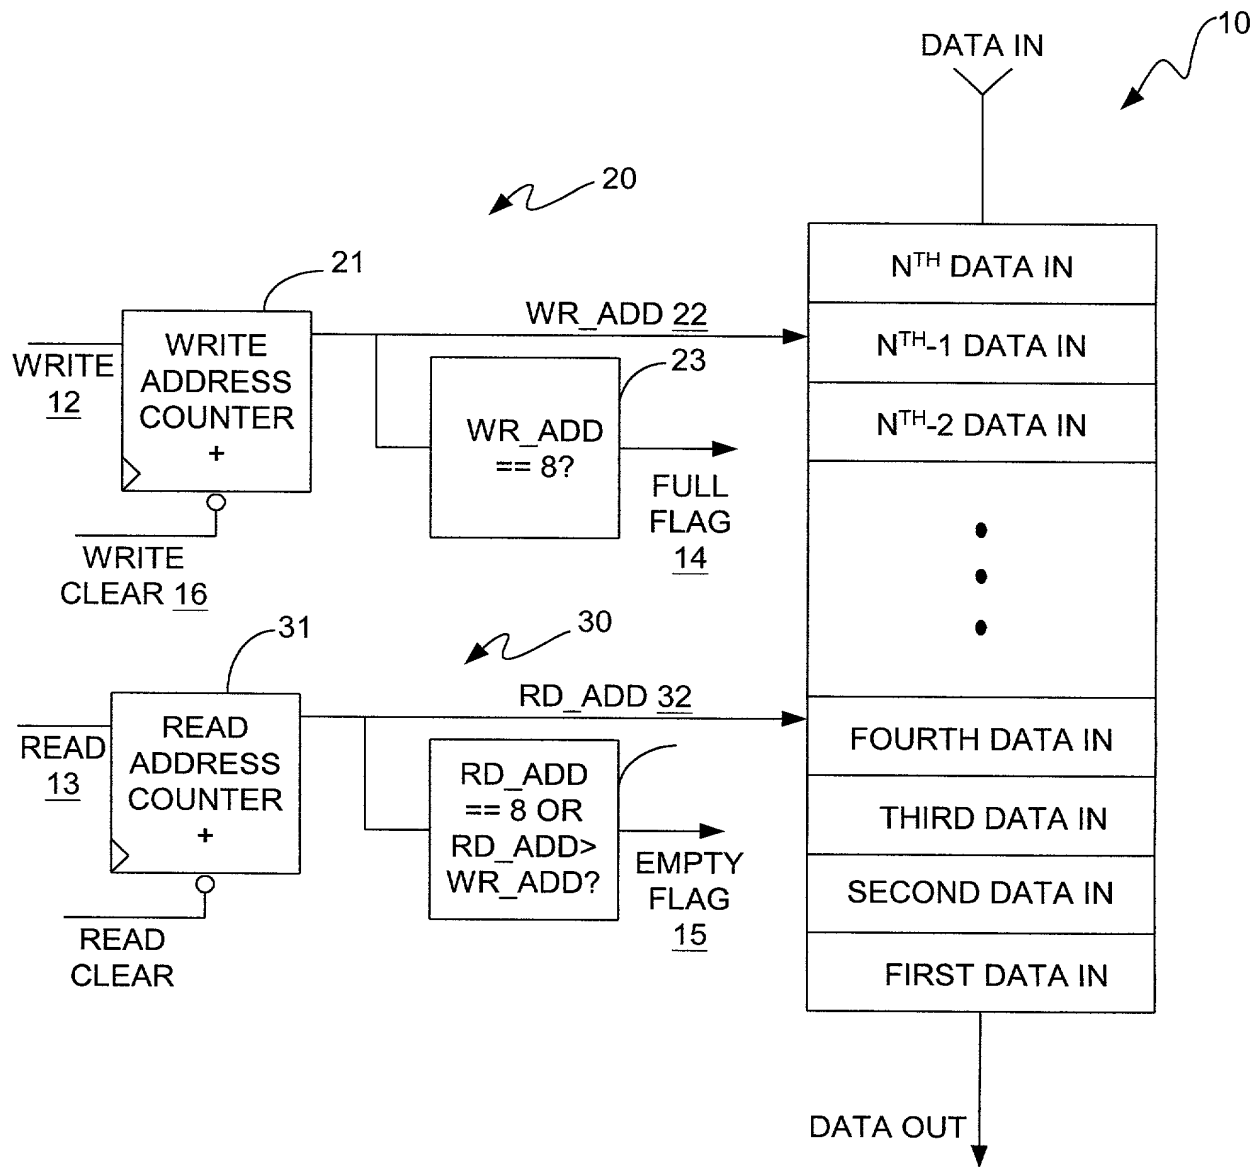 10
DATA IN
20
21
WR_ADD 22
WRITE
12
WRITE
ADDRESS
COUNTER
+
23
WR_ADD
== 8?
FULL
FLAG
14
WRITE
CLEAR 16
N^TH DATA IN
N^TH-1 DATA IN
N^TH-2 DATA IN
31
30
RD_ADD 32
READ
13
READ
ADDRESS
COUNTER
+
RD_ADD
== 8 OR
RD_ADD>
WR_ADD?
EMPTY
FLAG
15
READ
CLEAR
FOURTH DATA IN
THIRD DATA IN
SECOND DATA IN
FIRST DATA IN
DATA OUT